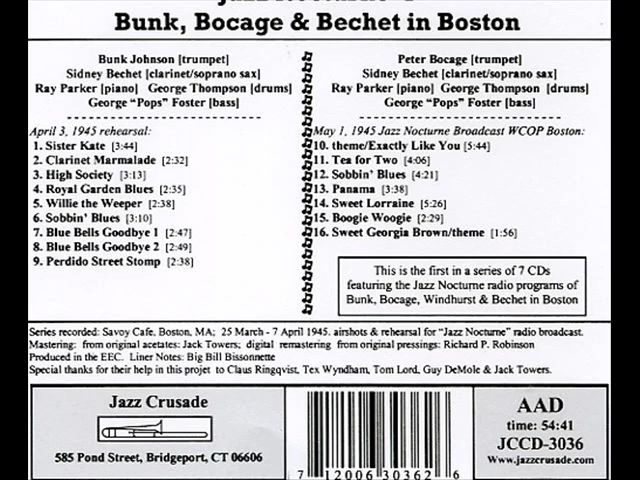 Bunk, Bocage & Bechet in Boston
Bunk Johnson [trumpet]
Sidney Bechet [clarinet/soprano sax]
Ray Parker [piano] George Thompson [drums]
George "Pops" Foster [bass]
April 3, 1945 rehearsal:
1. Sister Kate [3:44]
2. Clarinet Marmalade [2:32]
3. High Society [3:13]
4. Royal Garden Blues [2:35]
5. Willie the Weeper [2:38]
6. Sobbin' Blues [3:10]
7. Blue Bells Goodbye 1 [2:47]
8. Blue Bells Goodbye 2 [2:49]
9. Perdido Street Stomp [2:38]
Peter Bocage [trumpet]
Sidney Bechet [clarinet/soprano sax]
Ray Parker [piano] George Thompson [drums]
George "Pops" Foster [bass]
May 1, 1945 Jazz Nocturne Broadcast WCOP Boston:
10. theme/Exactly Like You [5:44]
11. Tea for Two [4:06]
12. Sobbin' Blues [4:21]
13. Panama [3:38]
14. Sweet Lorraine [5:26]
15. Boogie Woogie [2:29]
16. Sweet Georgia Brown/theme [1:56]
This is the first in a series of 7 CDs
featuring the Jazz Nocturne radio programs of
Bunk, Bocage, Windhurst & Bechet in Boston
Series recorded: Savoy Cafe, Boston, MA; 25 March - 7 April 1945. airshots & rehearsal for "Jazz Nocturne" radio broadcast.
Mastering: from original acetates: Jack Towers; digital remastering from original pressings: Richard P. Robinson
Produced in the EEC. Liner Notes: Big Bill Bissonnette
Special thanks for their help in this projet to Claus Ringqvist, Tex Wyndham, Tom Lord, Guy DeMole & Jack Towers.
Jazz Crusade
585 Pond Street, Bridgeport, CT 06606
7 12006 30362 6
AAD
time: 54:41
JCCD-3036
www.jazzcrusade.com